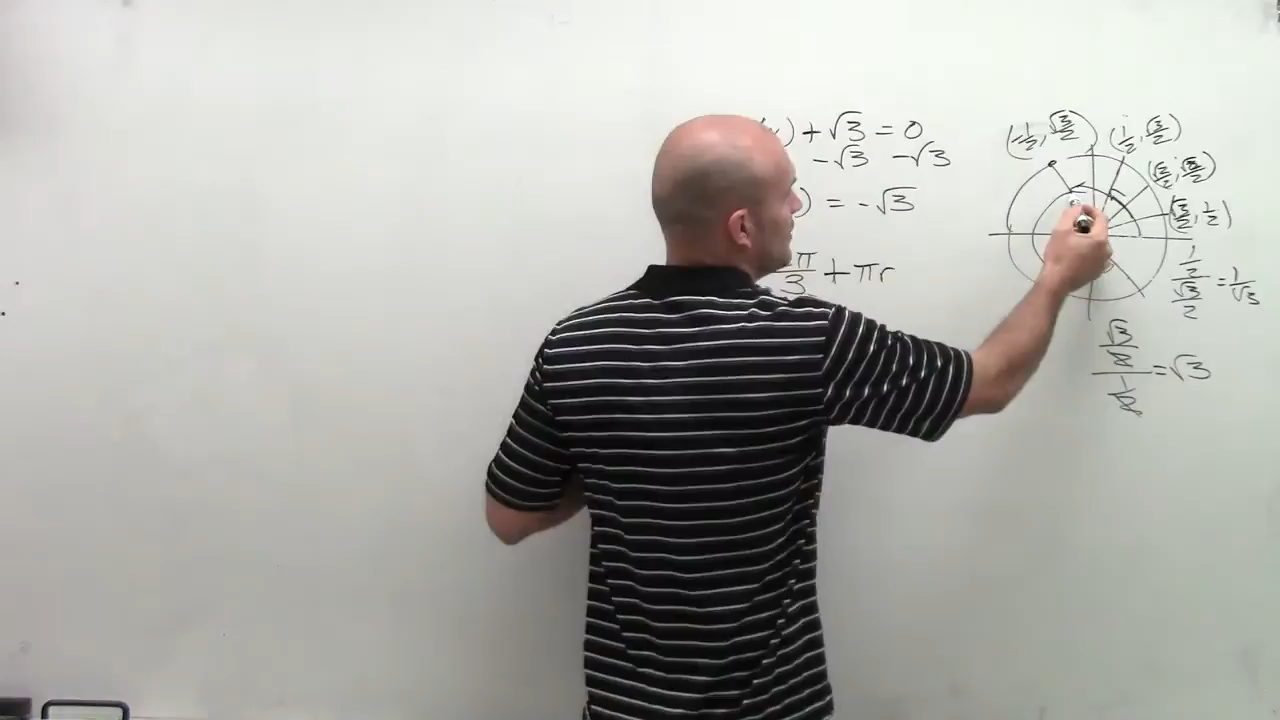 ) + √3 = 0
-√3 -√3
) = -√3
π/3 + πr
(-1/2, √3/2) (1/2, √3/2)
(√2/2, √2/2)
(√3/2, 1/2)
1/2 / √3/2 = 1/√3
√3/2 / -1/2 = √3